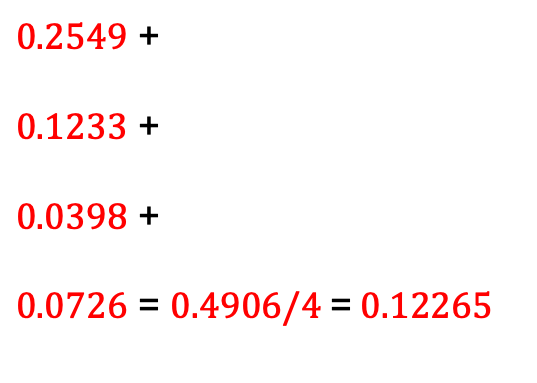 0.2549 +
0.1233 +
0.0398 +
0.0726 = 0.4906/4 = 0.12265